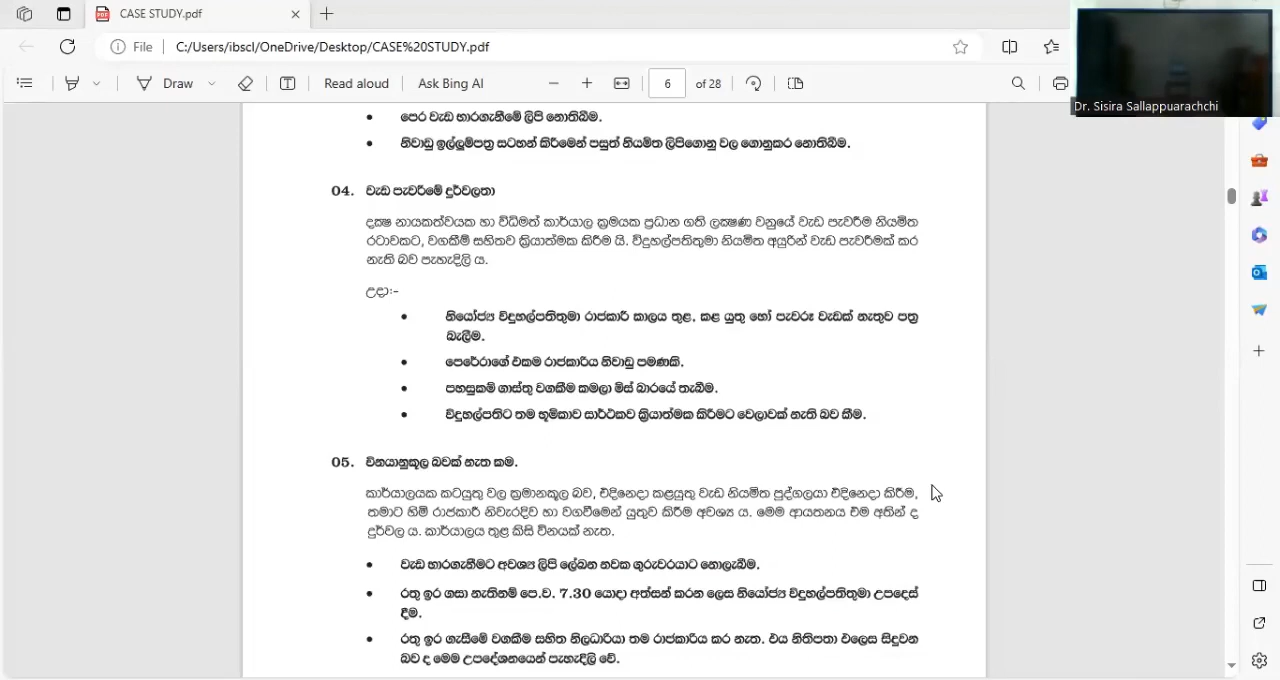 CASE STUDY.pdf
File C:/Users/ibscl/OneDrive/Desktop/CASE%20STUDY.pdf
Draw Read aloud Ask Bing AI 6 of 28
Dr. Sisira Sallappuarachchi
• පෙර වැඩ භාරගැනීමේ ලිපි නොතිබීම.
• නිවාඩු ඉල්ලුම්පත්‍ර සටහන් කිරීමෙන් පසුත් නියමිත ලිපිගොනු වල ගොනුකර නොතිබීම.
04. වැඩ පැවරීමේ දුර්වලතා
දක්ෂ නායකත්වයක හා විධිමත් කාර්යාල ක්‍රමයක ප්‍රධාන ගති ලක්ෂණ වනුයේ වැඩ පැවරීම නියමිත
රටාවකට, වගකීම් සහිතව ක්‍රියාත්මක කිරීම යි. විදුහල්පතිතුමා නියමිත අයුරින් වැඩ පැවරීමක් කර
නැති බව පැහැදිලි ය.
උදා:-
• නියෝජ්‍ය විදුහල්පතිතුමා රාජකාරී කාලය තුළ, කළ යුතු හෝ පැවරූ වැඩක් නැතුව පත්‍ර
බැලීම.
• පෙරේරාගේ එකම රාජකාරිය නිවාඩු පමණකි.
• පහසුකම් ගාස්තු වගකීම කමලා මිස් බාරයේ තැබීම.
• විදුහල්පතිට තම භූමිකාව සාර්ථකව ක්‍රියාත්මක කිරීමට වෙලාවක් නැති බව කීම.
05. විනයානුකූල බවක් නැත කම.
කාර්යාලයක කටයුතු වල ක්‍රමානකූල බව, එදිනෙදා කළයුතු වැඩ නියමිත පුද්ගලයා එදිනෙදා කිරීම,
තමාට හිමි රාජකාරී නිවැරදිව හා වගවීමෙන් යුතුව කිරීම අවශ්‍ය ය. මෙම ආයතනය එම අතින් ද
දුර්වල ය. කාර්යාලය තුළ කිසි විනයක් නැත.
• වැඩ භාරගැනීමට අවශ්‍ය ලිපි ලේඛන නවක ගුරුවරයාට නොලැබීම.
• රතු ඉර ගසා නැතිනම් පෙ.ව. 7.30 යොදා අත්සන් කරන ලෙස නියෝජ්‍ය විදුහල්පතිතුමා උපදෙස්
දීම.
• රතු ඉර ගැසීමේ වගකීම සහිත නිලධාරියා තම රාජකාරිය කර නැත. එය නිතිපතා එලෙස සිදුවන
බව ද මෙම උපදේශනයෙන් පැහැදිලි වේ.